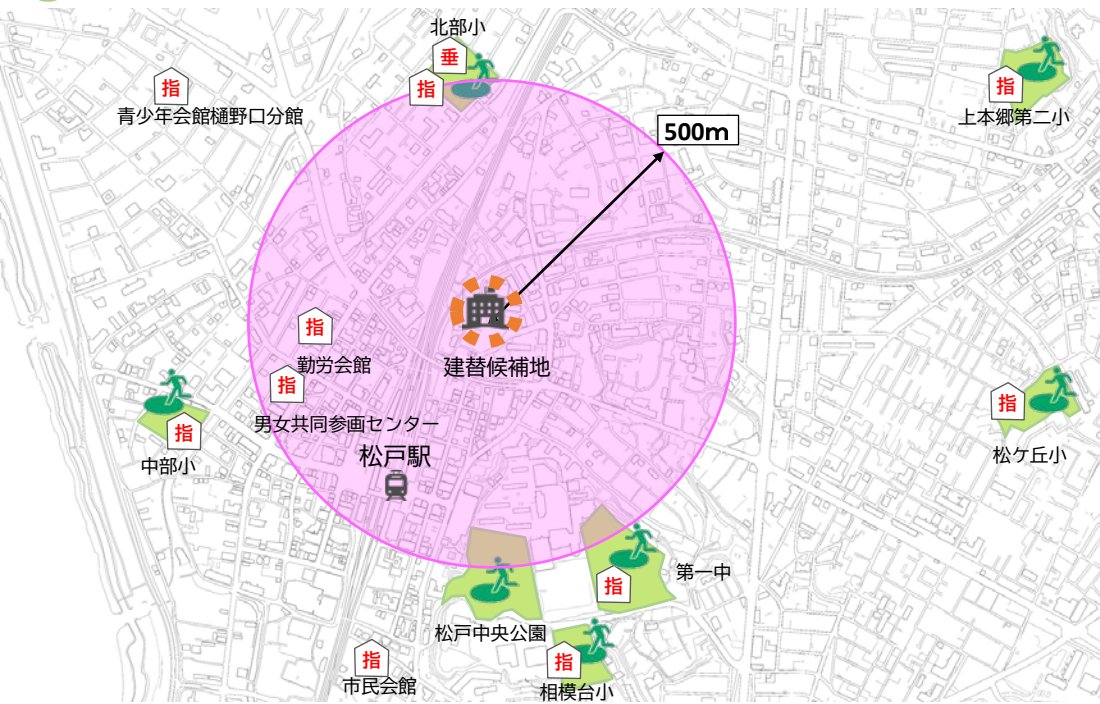 北部小
垂
指
指
青少年会館樋野口分館
指
上本郷第二小
500m
指
勤労会館
建替候補地
指
男女共同参画センター
指
中部小
指
松ケ丘小
松戸駅
指
第一中
松戸中央公園
指
市民会館
指
相模台小